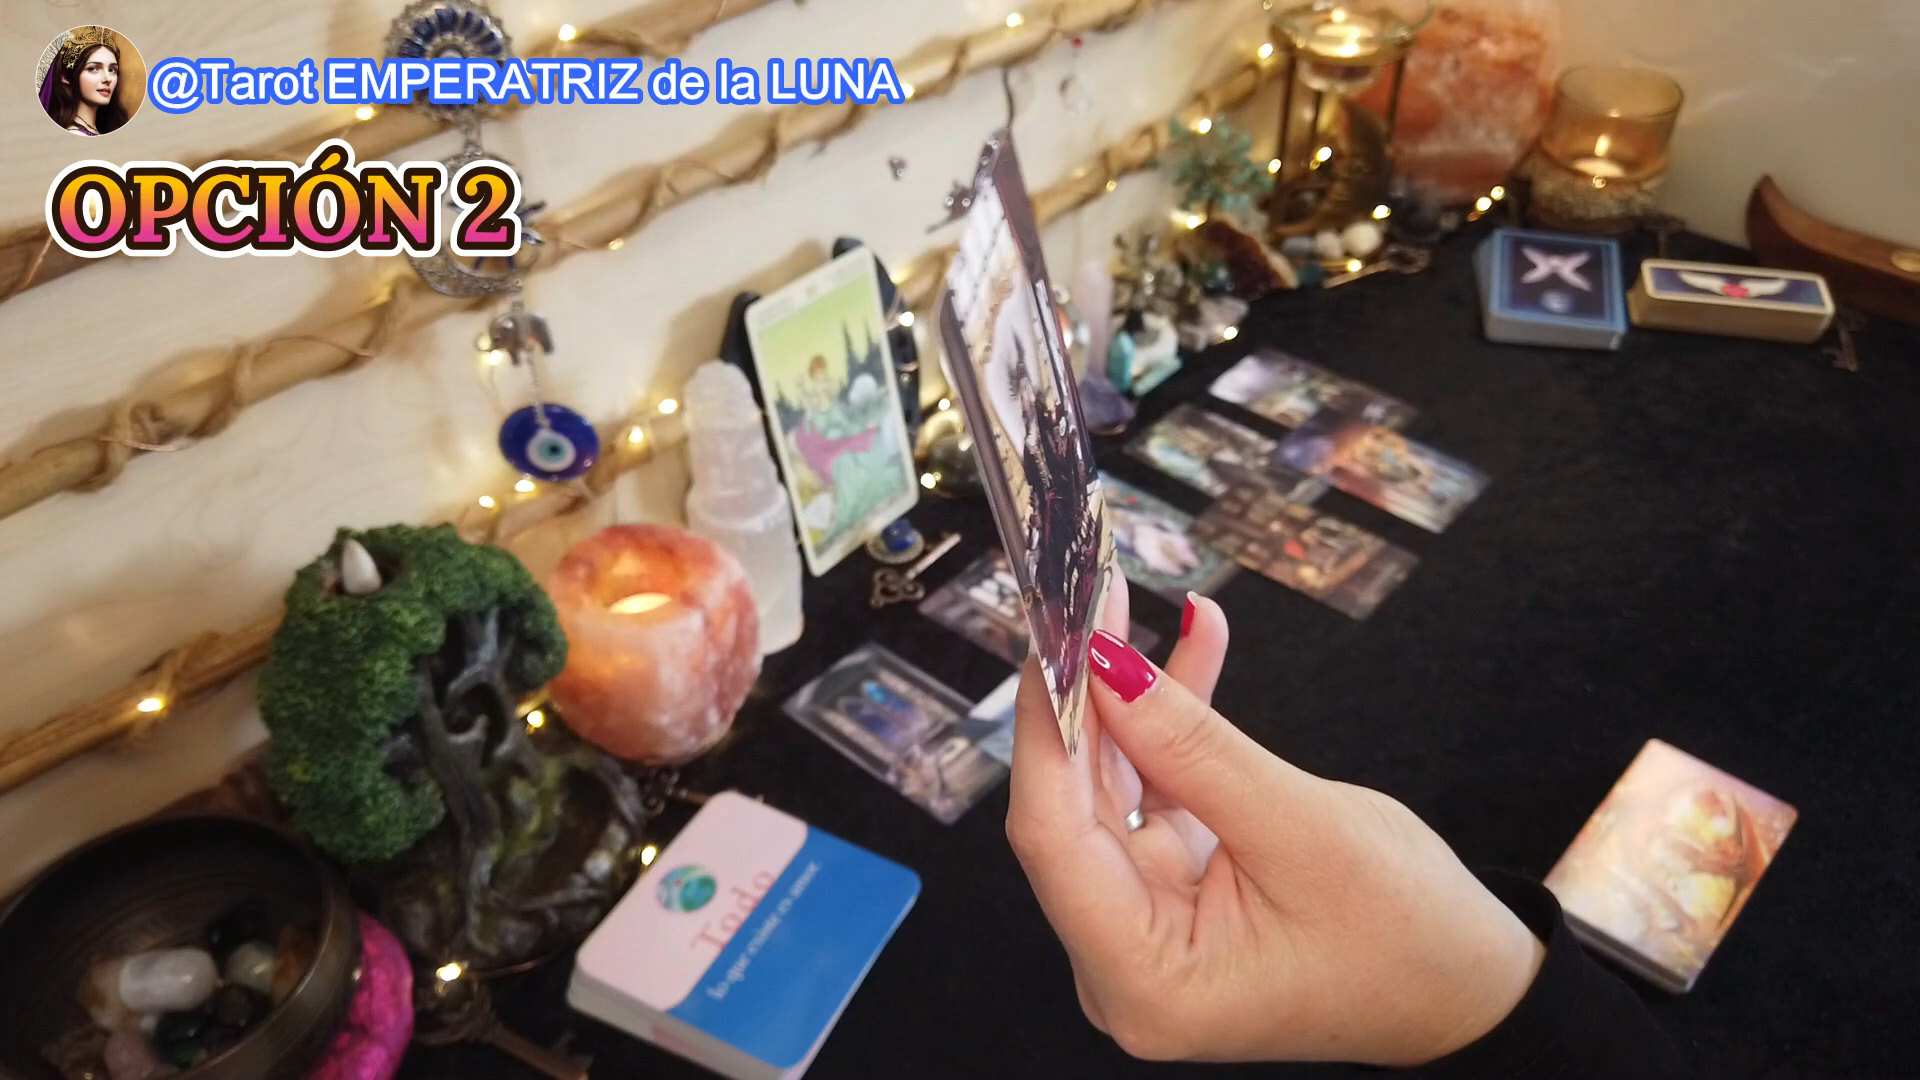 @Tarot EMPERATRIZ de la LUNA
OPCIÓN 2
Todo
lo que existe es amor